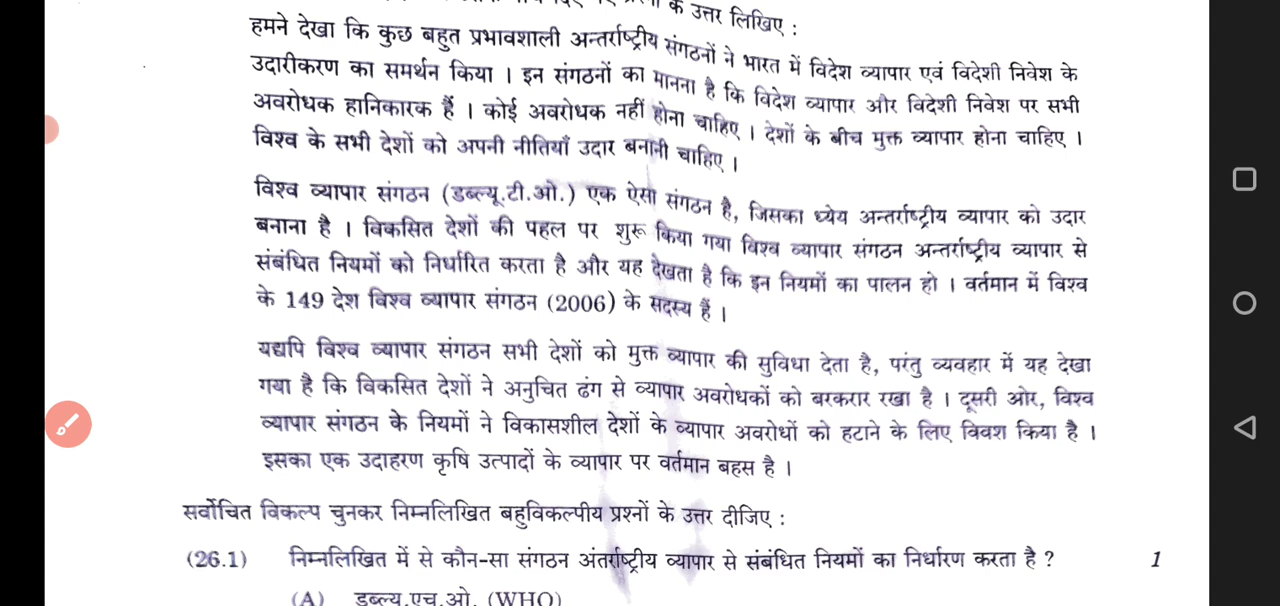 के उत्तर लिखिए :
हमने देखा कि कुछ बहुत प्रभावशाली अन्तर्राष्ट्रीय संगठनों ने भारत में विदेश व्यापार एवं विदेशी निवेश के
उदारीकरण का समर्थन किया । इन संगठनों का मानना है कि विदेश व्यापार और विदेशी निवेश पर सभी
अवरोधक हानिकारक हैं । कोई अवरोधक नहीं होना चाहिए । देशों के बीच मुक्त व्यापार होना चाहिए ।
विश्व के सभी देशों को अपनी नीतियाँ उदार बनानी चाहिए ।
विश्व व्यापार संगठन (डब्ल्यू.टी.ओ.) एक ऐसा संगठन है, जिसका ध्येय अन्तर्राष्ट्रीय व्यापार को उदार
बनाना है । विकसित देशों की पहल पर शुरू किया गया विश्व व्यापार संगठन अन्तर्राष्ट्रीय व्यापार से
संबंधित नियमों को निर्धारित करता है और यह देखता है कि इन नियमों का पालन हो । वर्तमान में विश्व
के 149 देश विश्व व्यापार संगठन (2006) के सदस्य हैं ।
यद्यपि विश्व व्यापार संगठन सभी देशों को मुक्त व्यापार की सुविधा देता है, परंतु व्यवहार में यह देखा
गया है कि विकसित देशों ने अनुचित ढंग से व्यापार अवरोधकों को बरकरार रखा है । दूसरी ओर, विश्व
व्यापार संगठन के नियमों ने विकासशील देशों के व्यापार अवरोधों को हटाने के लिए विवश किया है ।
इसका एक उदाहरण कृषि उत्पादों के व्यापार पर वर्तमान बहस है ।
सर्वोचित विकल्प चुनकर निम्नलिखित बहुविकल्पीय प्रश्नों के उत्तर दीजिए :
(26.1) निम्नलिखित में से कौन-सा संगठन अंतर्राष्ट्रीय व्यापार से संबंधित नियमों का निर्धारण करता है ? 1
(A) डब्ल्यू.एच.ओ. (WHO)